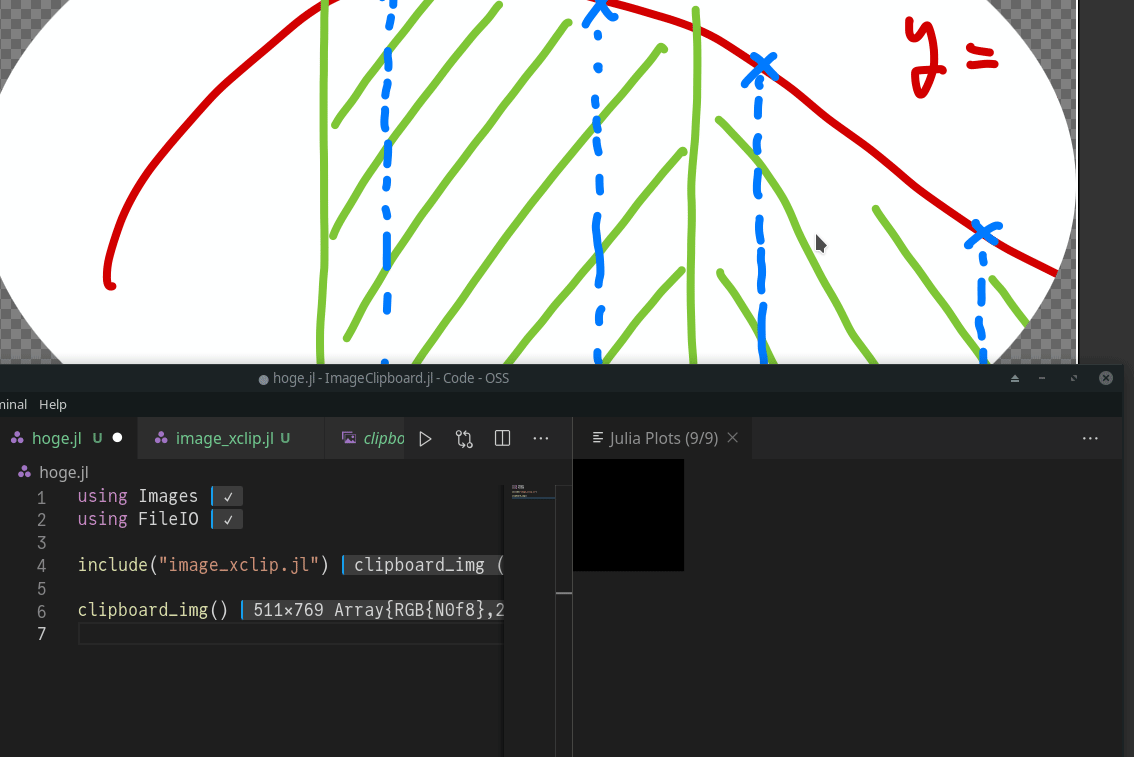 y =
hoge.jl - ImageClipboard.jl - Code - OSS
minal Help
hoge.jl U image_xclip.jl U clipbo Julia Plots (9/9)
hoge.jl
1 using Images ✓
2 using FileIO ✓
3
4 include("image_xclip.jl") clipboard_img (
5
6 clipboard_img() 511×769 Array{RGB{N0f8},2
7